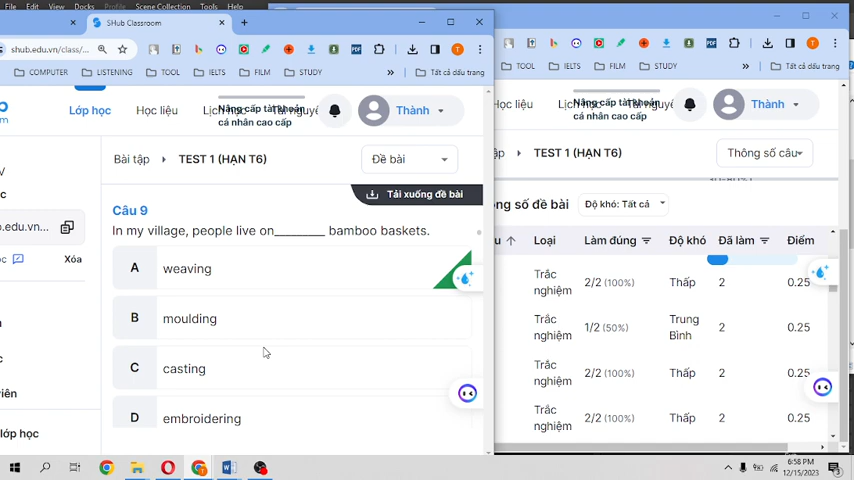 File Edit View Docks Profile Scene Collection Tools Help
SHub Classroom
shub.edu.vn/class/...
COMPUTER LISTENING TOOL IELTS FILM STUDY » Tất cả dấu trang
TOOL IELTS FILM STUDY » Tất cả dấu trang
Lớp học Học liệu
Nâng cấp tài khoản
cá nhân cao cấp
Thành
Học liệu
Nâng cấp tài khoản
cá nhân cao cấp
Thành
Bài tập TEST 1 (HẠN T6) Đề bài
TEST 1 (HẠN T6) Thông số câu
Tải xuống đề bài
Câu 9
In my village, people live on_________ bamboo baskets.
A weaving
B moulding
C casting
D embroidering
Xóa
lớp học
số đề bài Độ khó: Tất cả
Loại Làm đúng Độ khó Đã làm Điểm
Trắc nghiệm 2/2 (100%) Thấp 2 0.25
Trắc nghiệm 1/2 (50%) Trung Bình 2 0.25
Trắc nghiệm 2/2 (100%) Thấp 2 0.25
Trắc nghiệm 2/2 (100%) Thấp 2 0.25
6:58 PM
12/15/2023